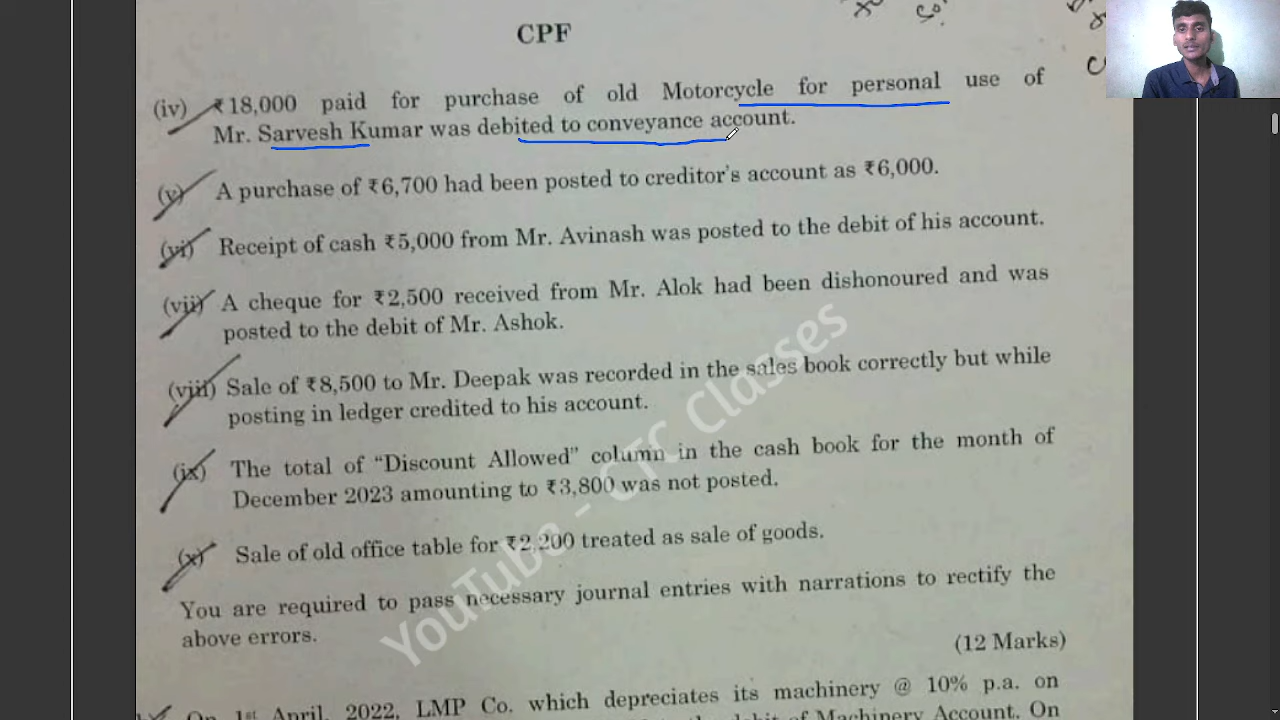 CPF
(iv) ₹18,000 paid for purchase of old Motorcycle for personal use of
Mr. Sarvesh Kumar was debited to conveyance account.
(v) A purchase of ₹6,700 had been posted to creditor's account as ₹6,000.
(vi) Receipt of cash ₹5,000 from Mr. Avinash was posted to the debit of his account.
(vii) A cheque for ₹2,500 received from Mr. Alok had been dishonoured and was
posted to the debit of Mr. Ashok.
(viii) Sale of ₹8,500 to Mr. Deepak was recorded in the sales book correctly but while
posting in ledger credited to his account.
(ix) The total of "Discount Allowed" column in the cash book for the month of
December 2023 amounting to ₹3,800 was not posted.
(x) Sale of old office table for ₹2,200 treated as sale of goods.
You are required to pass necessary journal entries with narrations to rectify the
above errors.
(12 Marks)
On 1st April, 2022, LMP Co. which depreciates its machinery @ 10% p.a. on
debit of Machinery Account. On
YouTube - CTC Classes